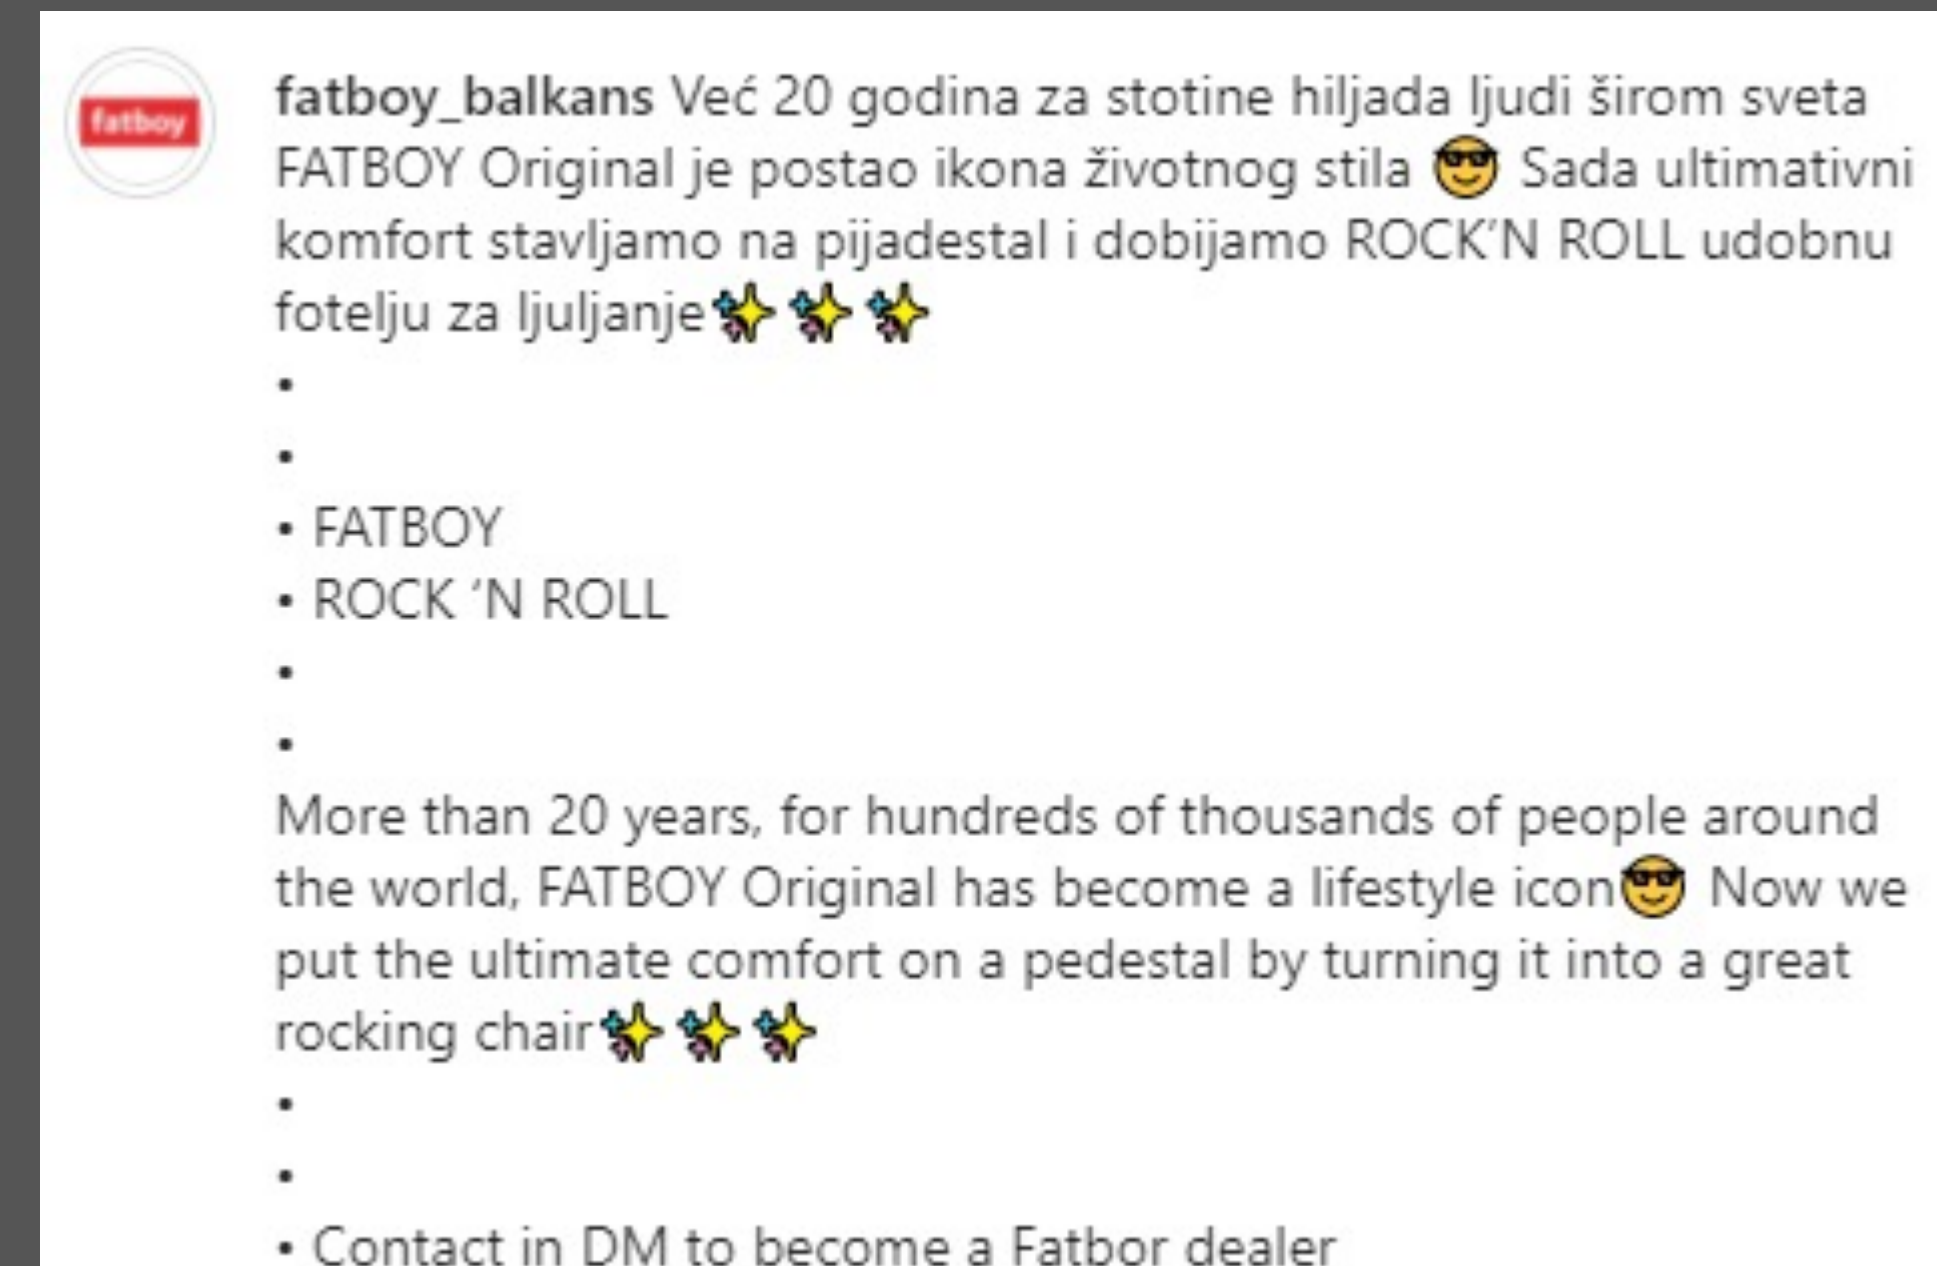 fatboy
fatboy_balkans Već 20 godina za stotine hiljada ljudi širom sveta
FATBOY Original je postao ikona životnog stila 😎 Sada ultimativni
komfort stavljamo na pijadestal i dobijamo ROCK’N ROLL udobnu
fotelju za ljuljanje✨ ✨ ✨
•
•
• FATBOY
• ROCK ‘N ROLL
•
•
More than 20 years, for hundreds of thousands of people around
the world, FATBOY Original has become a lifestyle icon😎 Now we
put the ultimate comfort on a pedestal by turning it into a great
rocking chair✨ ✨ ✨
•
•
• Contact in DM to become a Fatbor dealer